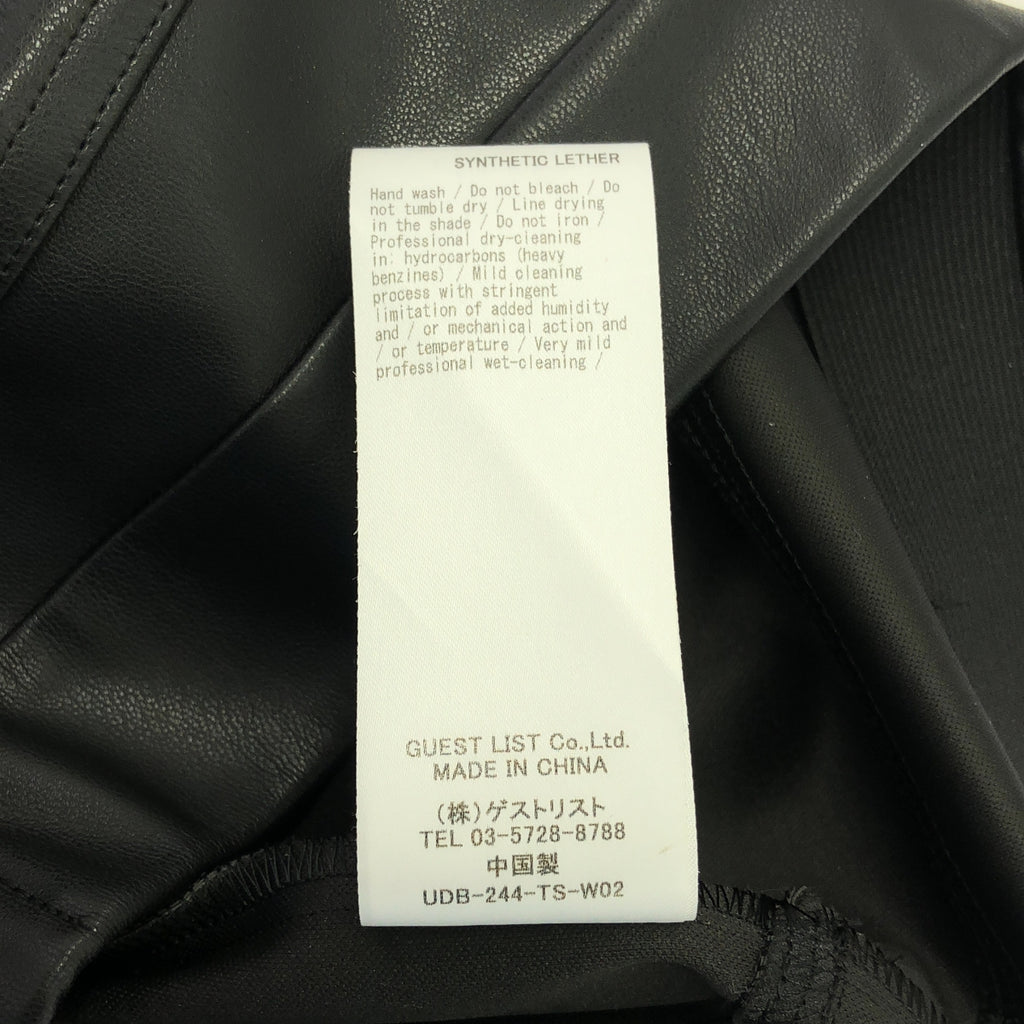 SYNTHETIC LETHER
Hand wash / Do not bleach / Do
not tumble dry / Line drying
in the shade / Do not iron /
Professional dry-cleaning
in: hydrocarbons (heavy
benzines) / Mild cleaning
process with stringent
limitation of added humidity
and / or mechanical action and
/ or temperature / Very mild
professional wet-cleaning /
GUEST LIST Co.,Ltd.
MADE IN CHINA
(株)ゲストリスト
TEL 03-5728-8788
中国製
UDB-244-TS-W02